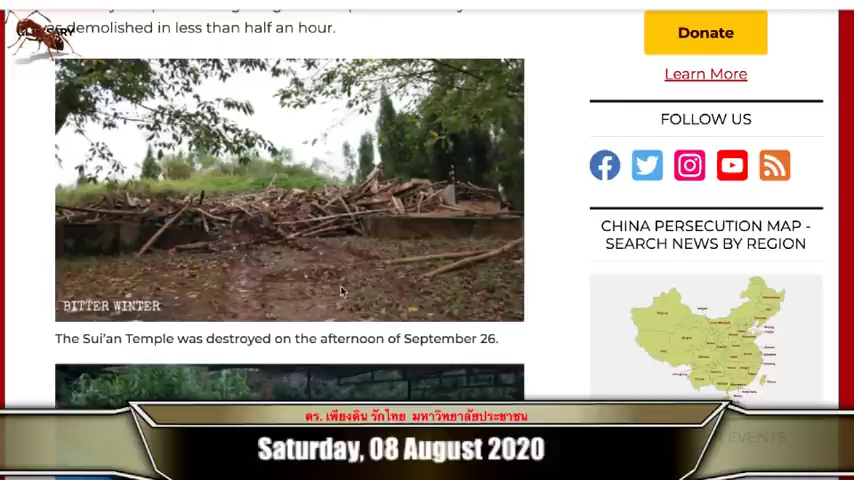 demolished in less than half an hour.
BITTER WINTER
The Sui'an Temple was destroyed on the afternoon of September 26.
Donate
Learn More
FOLLOW US
CHINA PERSECUTION MAP -
SEARCH NEWS BY REGION
EVENTS
ดร. เพียงดิน รักไทย มหาวิทยาลัยประชาชน
Saturday, 08 August 2020